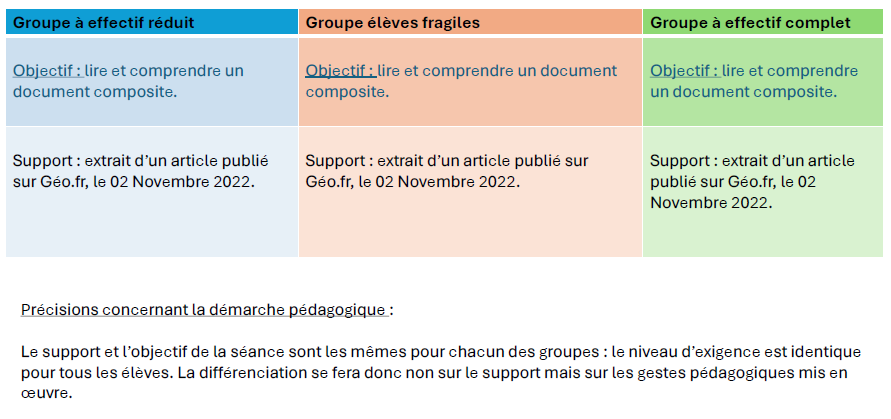 Groupe à effectif réduit
Groupe élèves fragiles
Groupe à effectif complet
Objectif : lire et comprendre un
document composite.
Objectif : lire et comprendre un document
composite.
Objectif : lire et comprendre
un document composite.
Support : extrait d’un article publié
sur Géo.fr, le 02 Novembre 2022.
Support : extrait d’un article publié sur
Géo.fr, le 02 Novembre 2022.
Support : extrait d’un article
publié sur Géo.fr, le 02
Novembre 2022.
Précisions concernant la démarche pédagogique :
Le support et l’objectif de la séance sont les mêmes pour chacun des groupes : le niveau d’exigence est identique
pour tous les élèves. La différenciation se fera donc non sur le support mais sur les gestes pédagogiques mis en
œuvre.